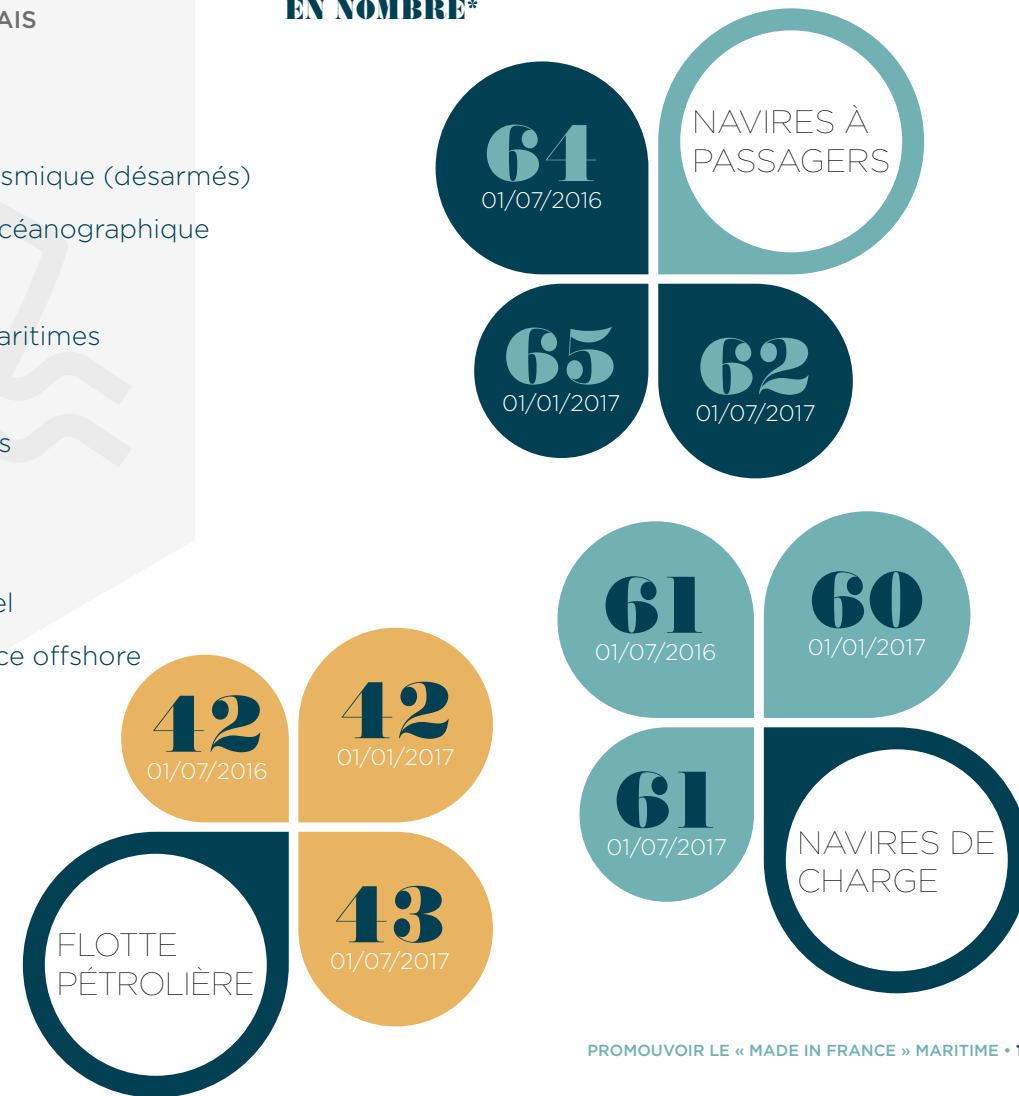 AIS
EN NOMBRE*
smique (désarmés)
céanographique
aritimes
s
el
ce offshore
64
01/07/2016
NAVIRES À
PASSAGERS
65
01/01/2017
62
01/07/2017
61
01/07/2016
60
01/01/2017
61
01/07/2017
NAVIRES DE
CHARGE
42
01/07/2016
42
01/01/2017
FLOTTE
PÉTROLIÈRE
43
01/07/2017
PROMOUVOIR LE « MADE IN FRANCE » MARITIME •